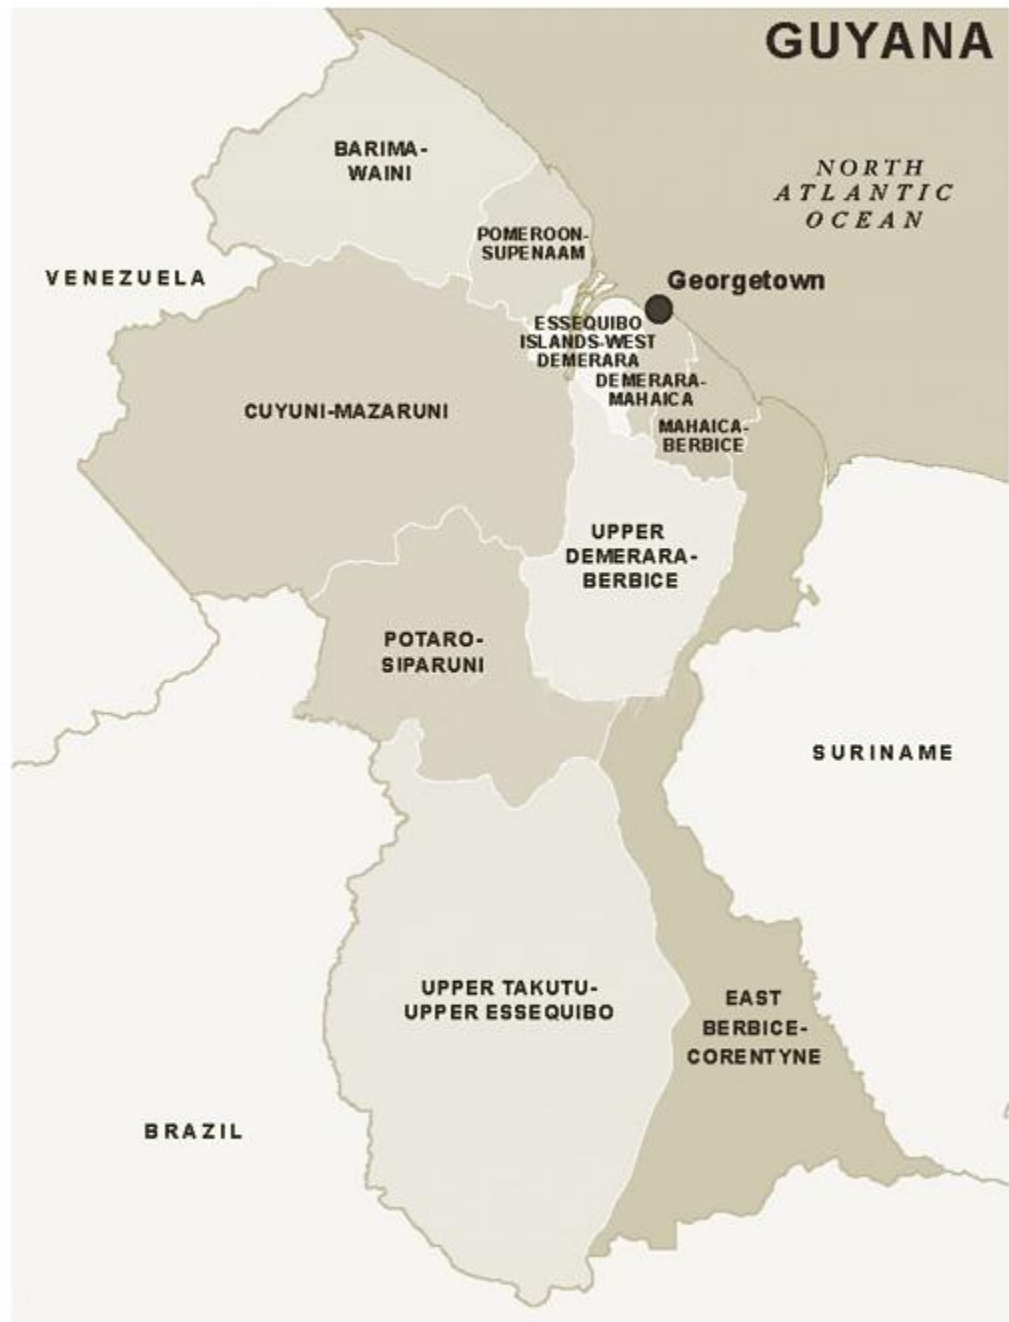 GUYANA
NORTH
ATLANTIC
OCEAN
BARIMA-
WAINI
POMEROON-
SUPENAAM
VENEZUELA
Georgetown
ESSEQUIBO
ISLANDS-WEST
DEMERARA
DEMERARA-
MAHAICA
CUYUNI-MAZARUNI
MAHAICA-
BERBICE
UPPER
DEMERARA-
BERBICE
POTARO-
SIPARUNI
SURINAME
UPPER TAKUTU-
UPPER ESSEQUIBO
EAST
BERBICE-
CORENTYNE
BRAZIL